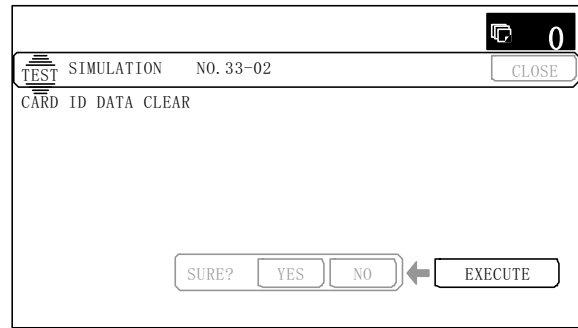 0
TEST SIMULATION NO.33-02 CLOSE
CARD ID DATA CLEAR
SURE? YES NO EXECUTE